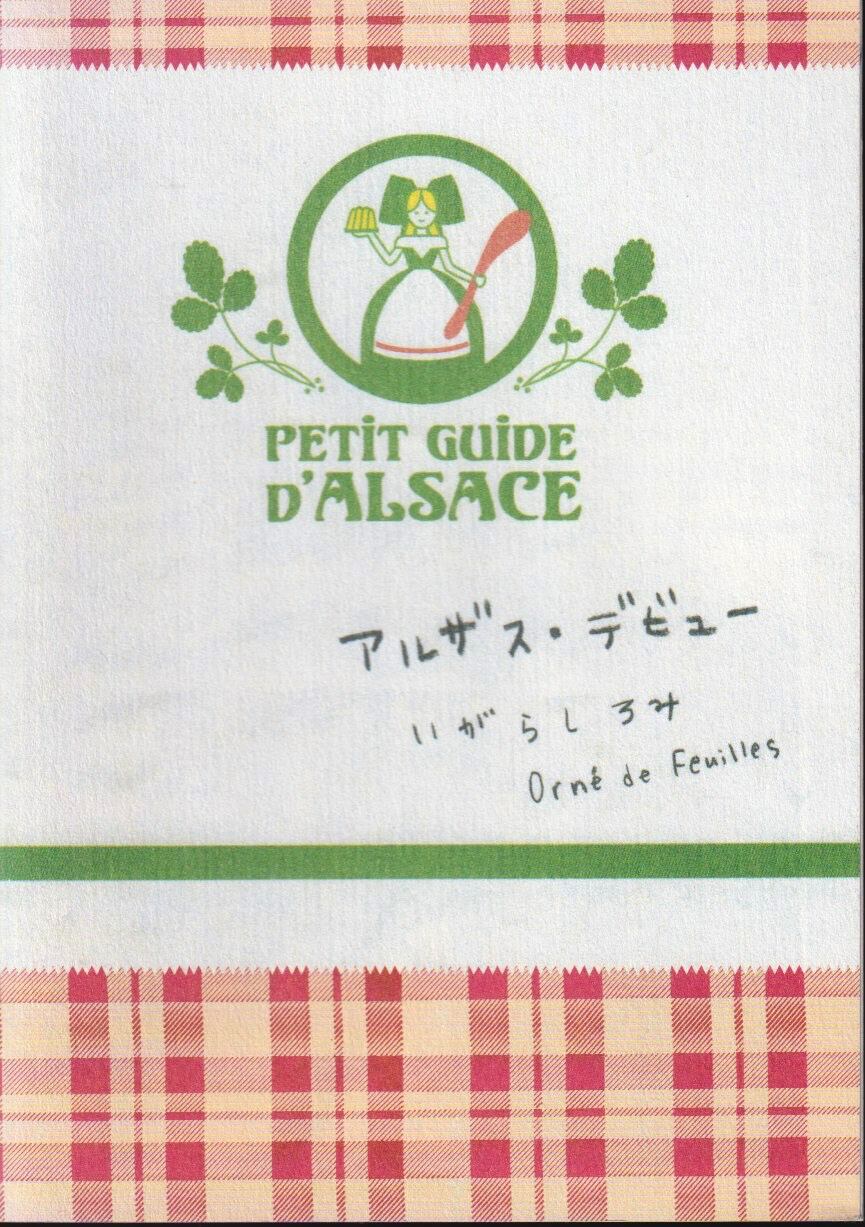 PETiT GUiDE
D'ALSACE
アルザス・デビュー
いがらし ろみ
Orné de Feuilles